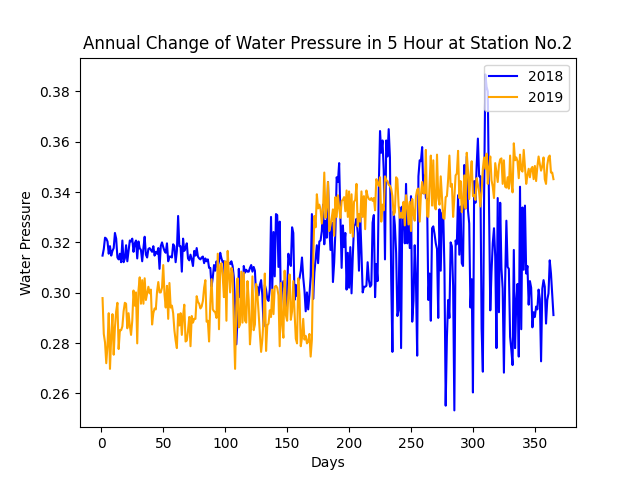 Annual Change of Water Pressure in 5 Hour at Station No.2
2018
2019
0.38
0.36
0.34
0.32
0.30
0.28
0.26
Water Pressure
0 50 100 150 200 250 300 350
Days